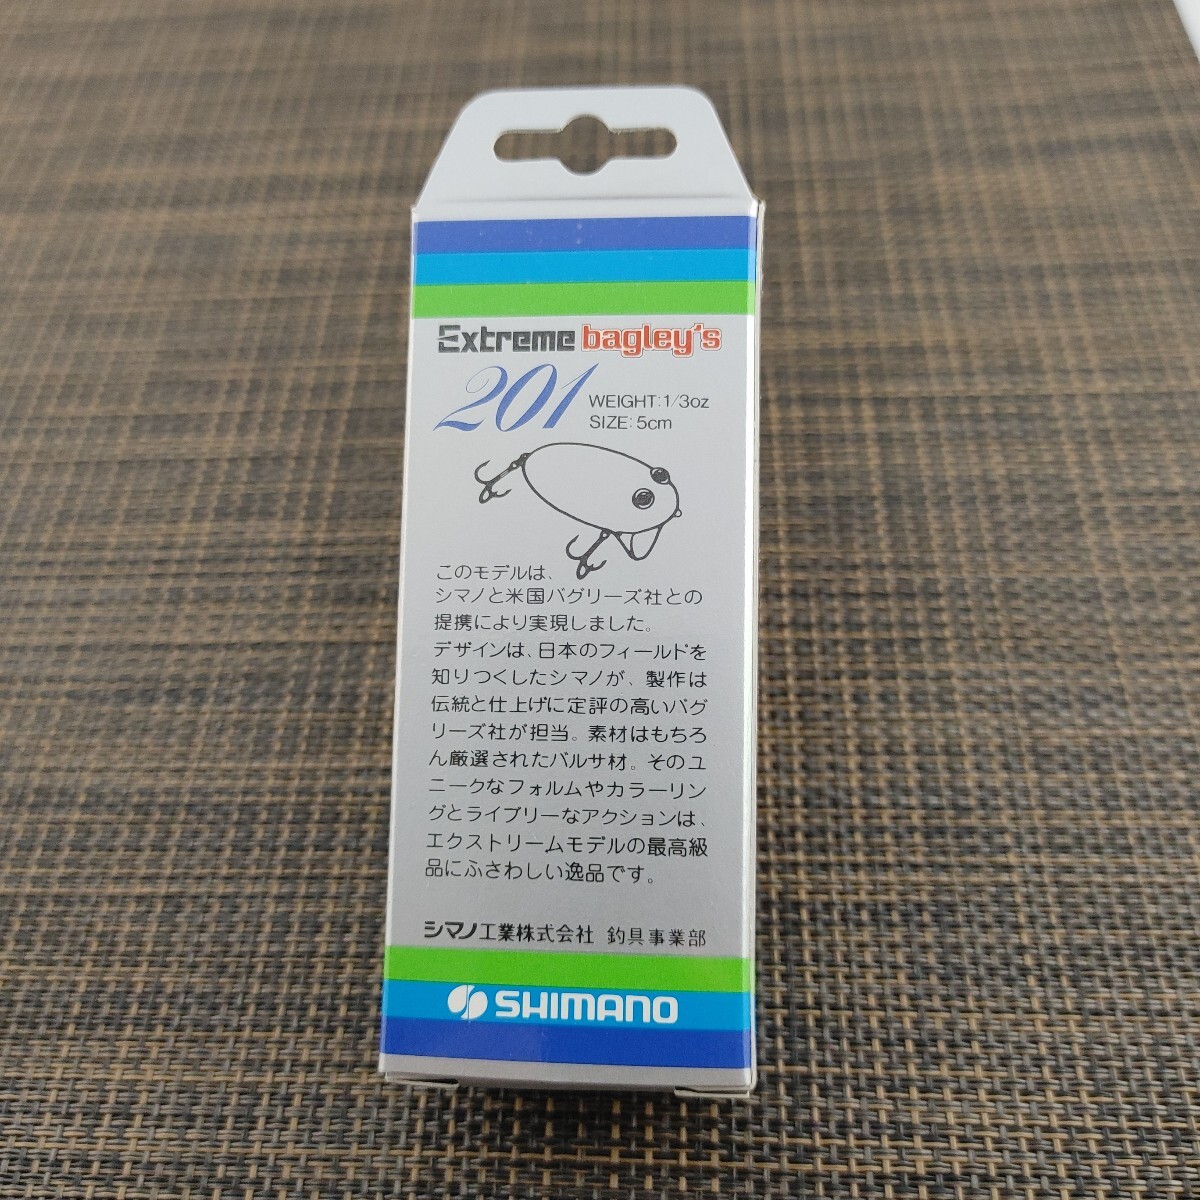 Extreme bagley's
201 WEIGHT:1/3oz
SIZE:5cm
このモデルは、
シマノと米国バグリーズ社との
提携により実現しました。
デザインは、日本のフィールドを
知りつくしたシマノが、製作は
伝統と仕上げに定評の高いバグ
リーズ社が担当。素材はもちろ
ん厳選されたバルサ材。そのユ
ニークなフォルムやカラーリン
グとライブリーなアクションは、
エクストリームモデルの最高級
品にふさわしい逸品です。
シマノ工業株式会社 釣具事業部
SHIMANO